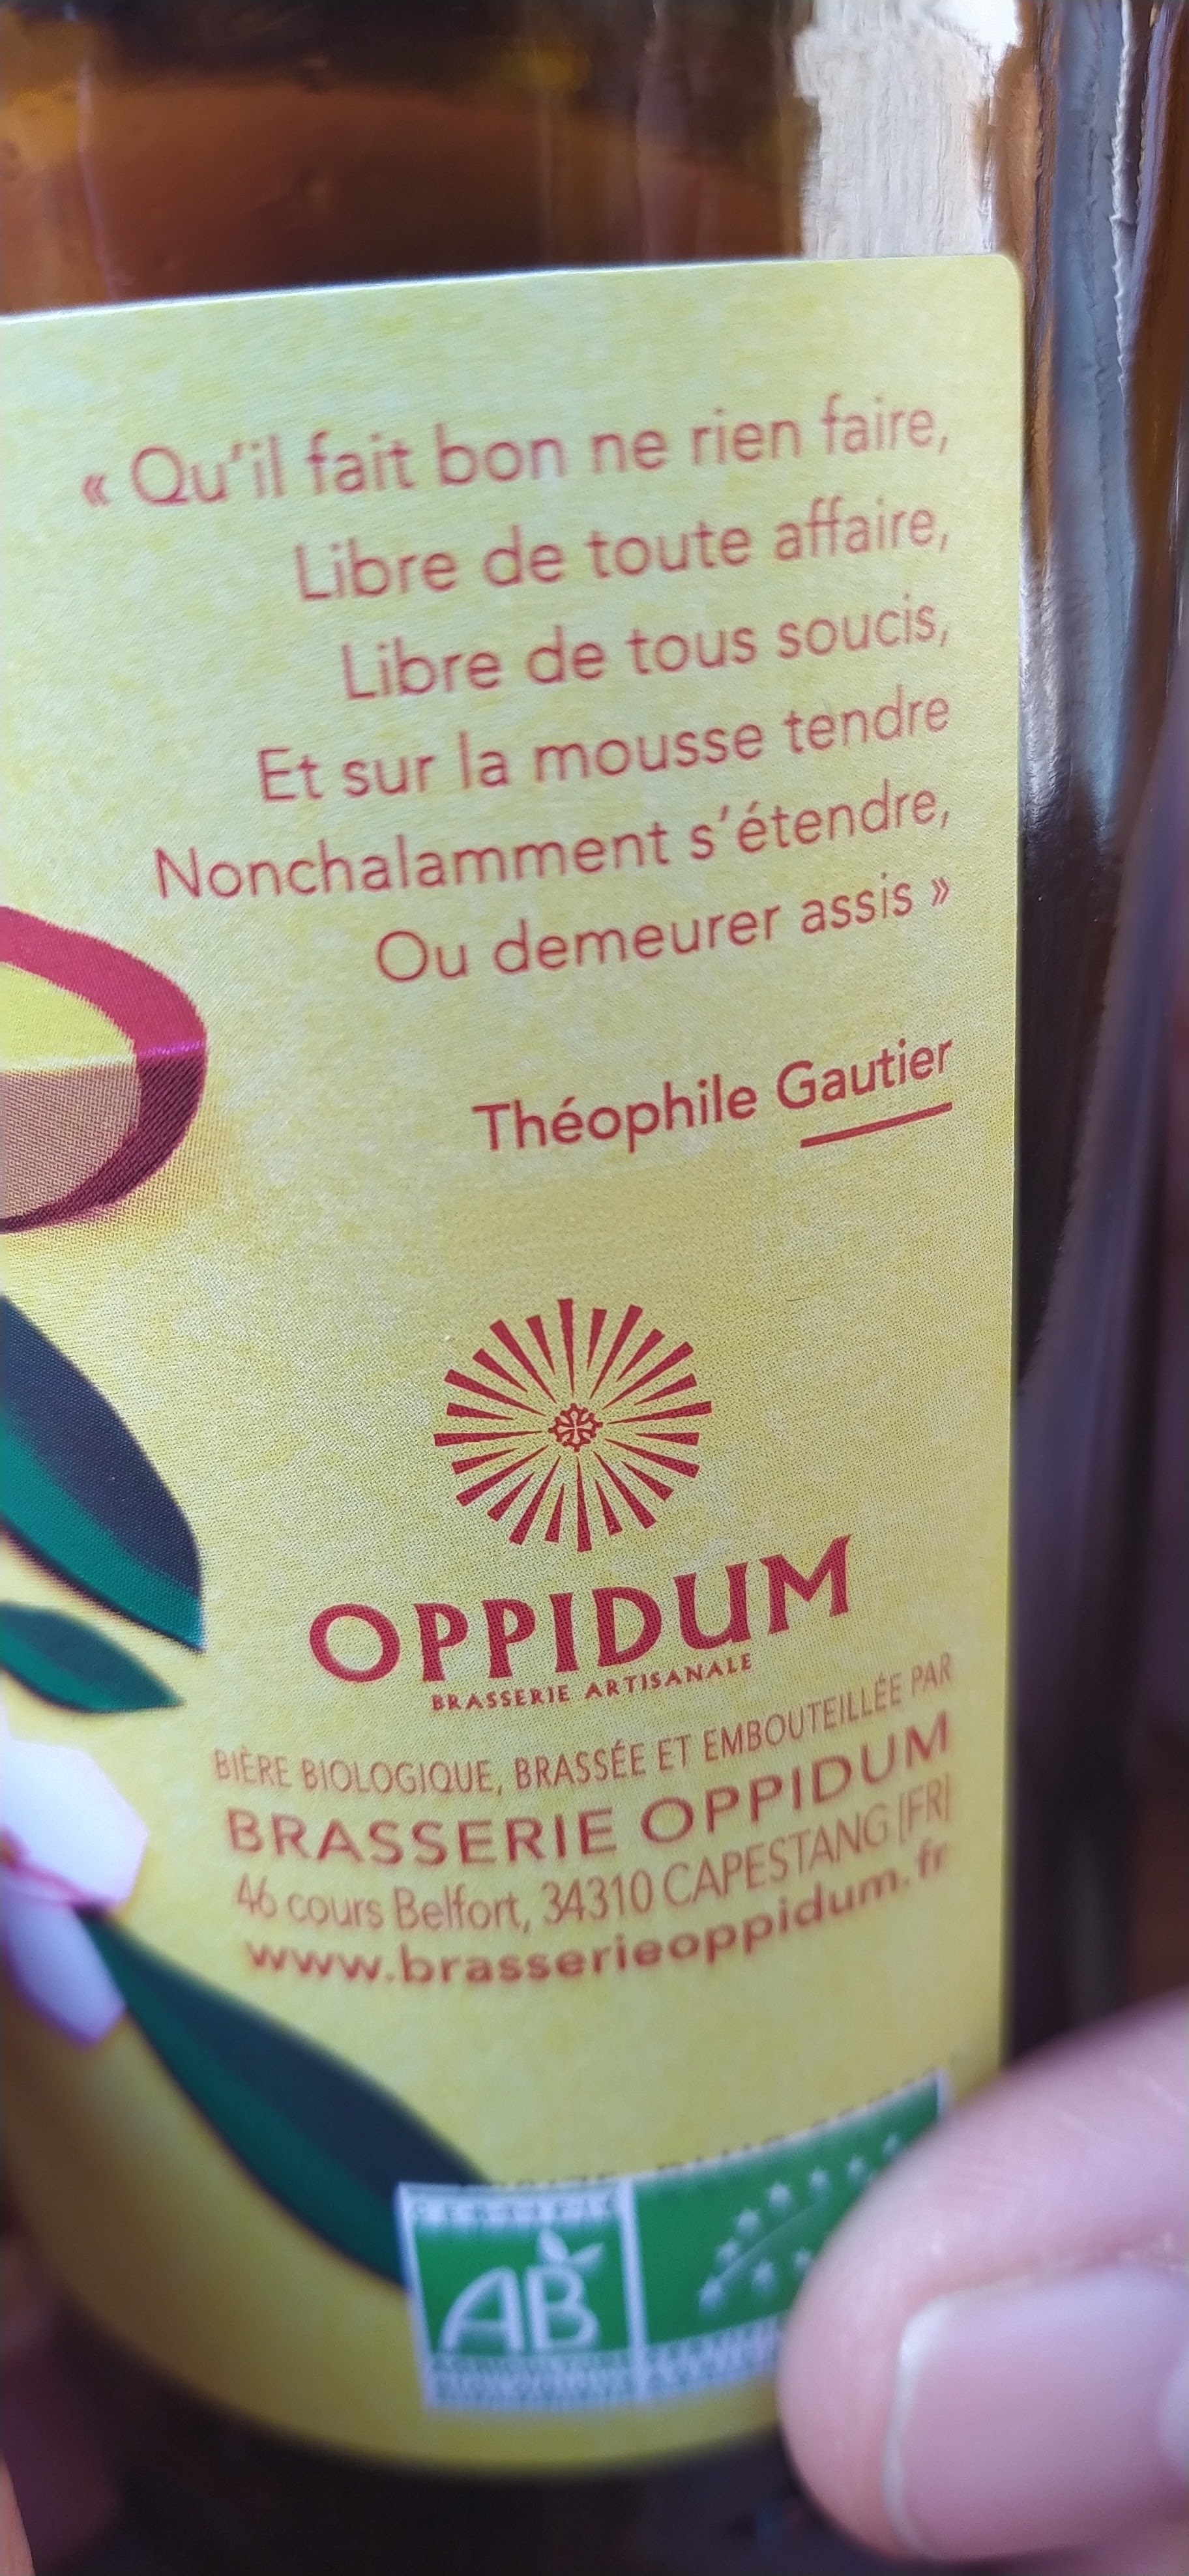 « Qu'il fait bon ne rien faire,
Libre de toute affaire,
Libre de tous soucis,
Et sur la mousse tendre
Nonchalamment s'étendre,
Ou demeurer assis »
Théophile Gautier
OPPIDUM
BRASSERIE ARTISANALE
BIÈRE BIOLOGIQUE, BRASSÉE ET EMBOUTEILLÉE PAR
BRASSERIE OPPIDUM
46 cours Belfort, 34310 CAPESTANG (FR)
www.brasserieoppidum.fr
AB